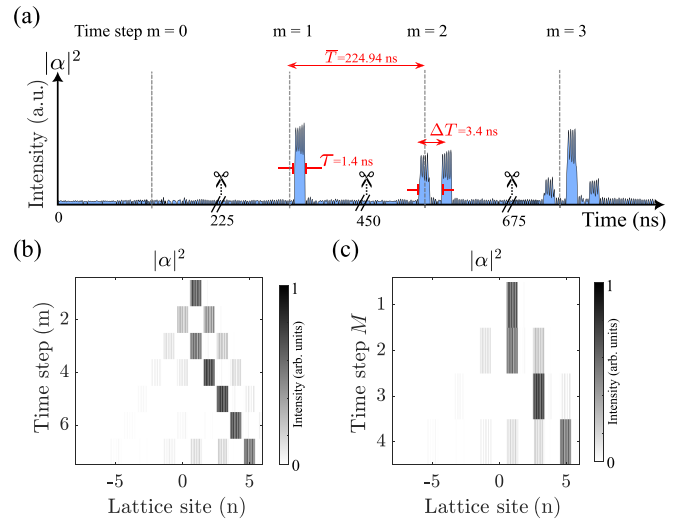 (a)
Time step m = 0
m = 1
m = 2
m = 3
|α|²
T=224.94 ns
ΔT=3.4 ns
τ=1.4 ns
Intensity (a.u.)
0
225
450
675
Time (ns)
(b)
|α|²
Time step (m)
2
4
6
-5
0
5
Lattice site (n)
1
0
Intensity (arb. units)
(c)
|α|²
Time step M
1
2
3
4
-5
0
5
Lattice site (n)
1
0
Intensity (arb. units)